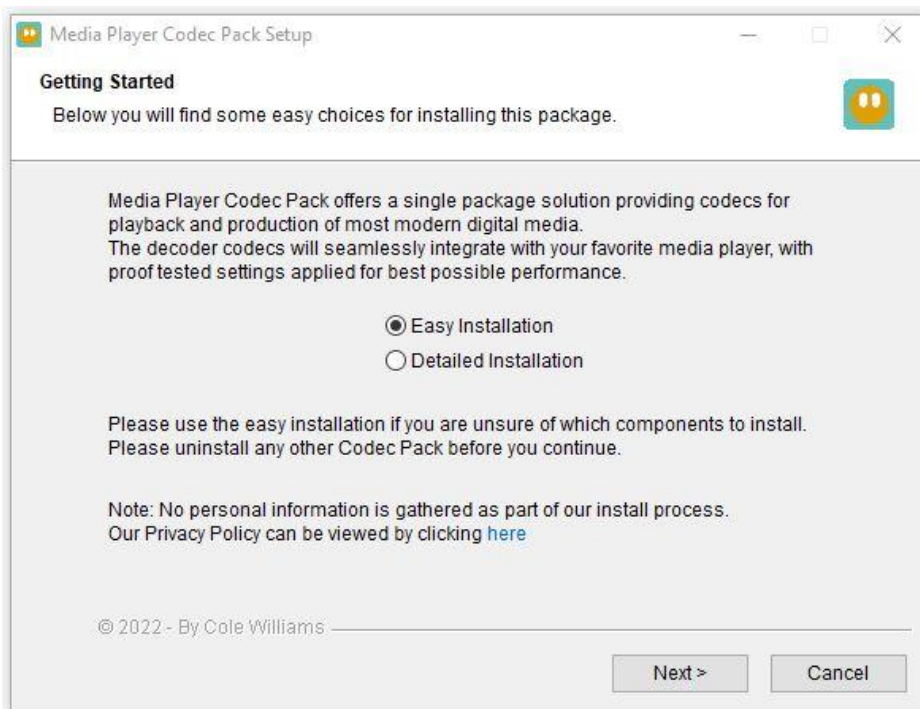 Media Player Codec Pack Setup
Getting Started
Below you will find some easy choices for installing this package.
Media Player Codec Pack offers a single package solution providing codecs for
playback and production of most modern digital media.
The decoder codecs will seamlessly integrate with your favorite media player, with
proof tested settings applied for best possible performance.
Easy Installation
Detailed Installation
Please use the easy installation if you are unsure of which components to install.
Please uninstall any other Codec Pack before you continue.
Note: No personal information is gathered as part of our install process.
Our Privacy Policy can be viewed by clicking here
© 2022 - By Cole Williams
Next >
Cancel